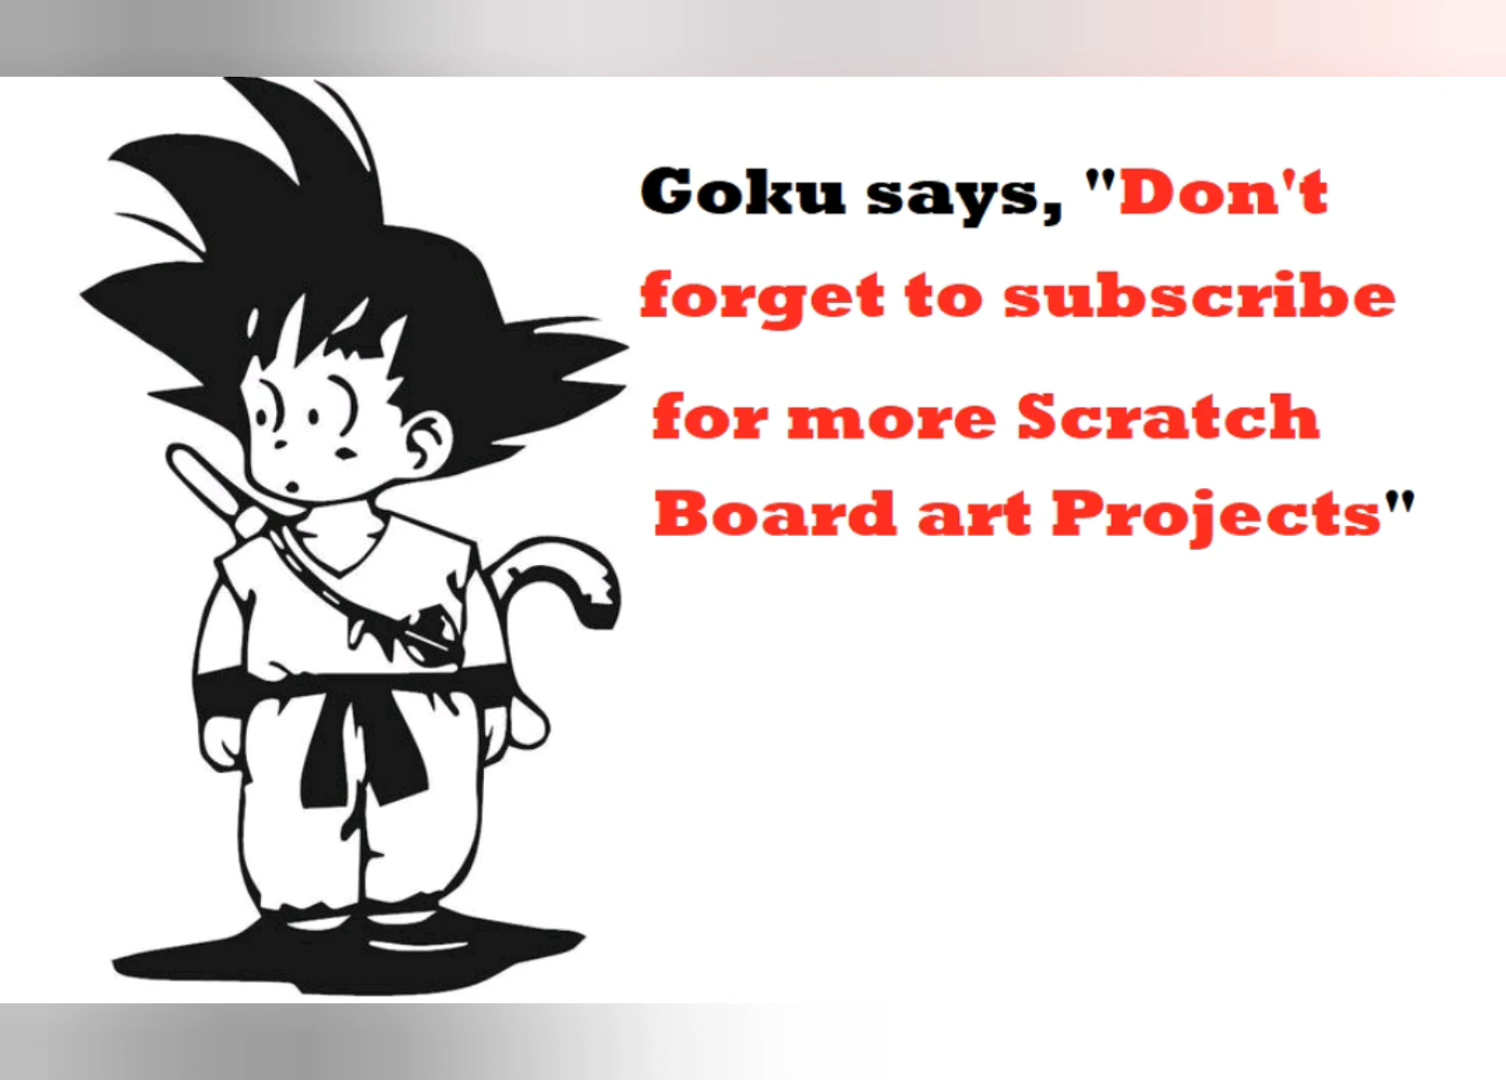 Goku says, "Don't
forget to subscribe
for more Scratch
Board art Projects"